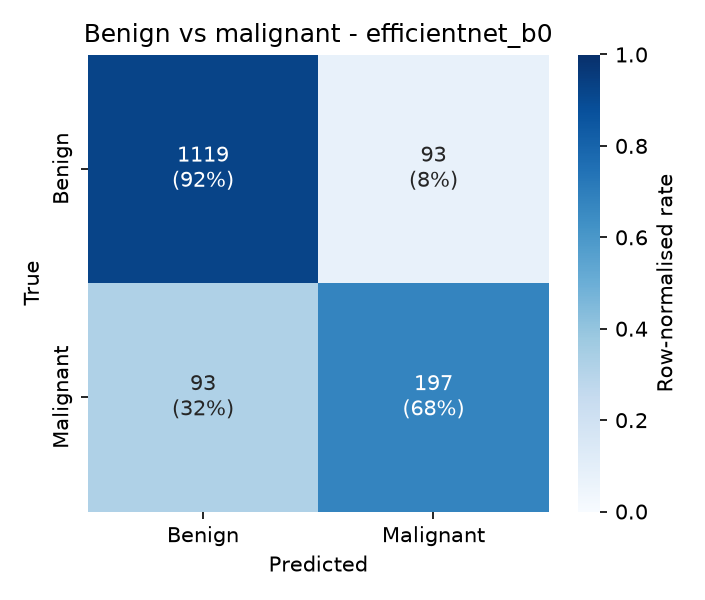 Benign vs malignant - efficientnet_b0
True
Benign
1119
(92%)
93
(8%)
Malignant
93
(32%)
197
(68%)
Benign
Malignant
Predicted
1.0
0.8
0.6
0.4
0.2
0.0
Row-normalised rate